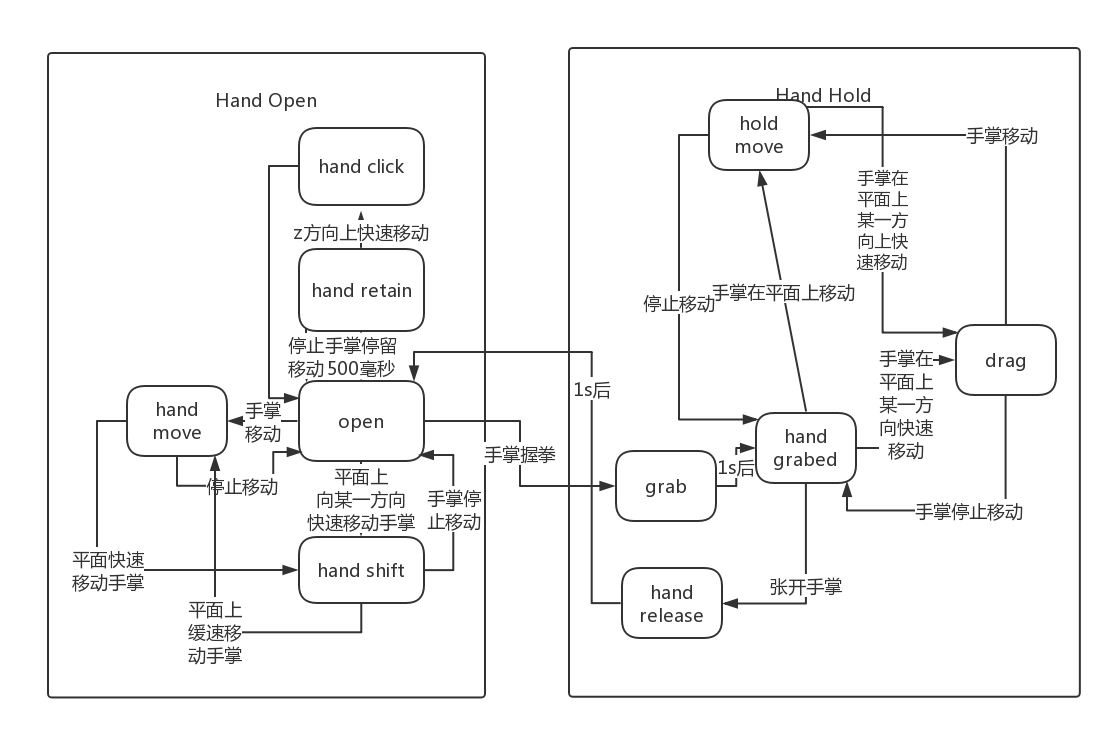 Hand Open
hand click
z方向上快速移动
hand retain
停止手掌停留
移动500毫秒
hand
move
手掌
移动
open
停止移动
平面上
向某一方向
快速移动手掌
手掌停
止移动
平面快速
移动手掌
hand shift
平面上
缓速移
动手掌
手掌握拳
1s后
Hand Hold
hold
move
手掌移动
手掌在
平面上
某一方
向上快
速移动
停止移动
手掌在平面上移动
手掌在
平面上
某一方
向快速
移动
drag
hand
grabed
1s后
grab
手掌停止移动
张开手掌
hand
release